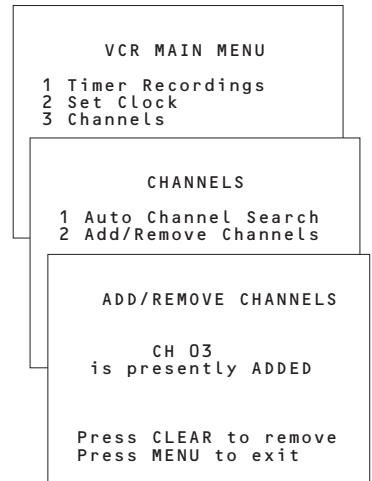 VCR MAIN MENU
1 Timer Recordings
2 Set Clock
3 Channels
CHANNELS
1 Auto Channel Search
2 Add/Remove Channels
ADD/REMOVE CHANNELS
CH 03
is presently ADDED
Press CLEAR to remove
Press MENU to exit